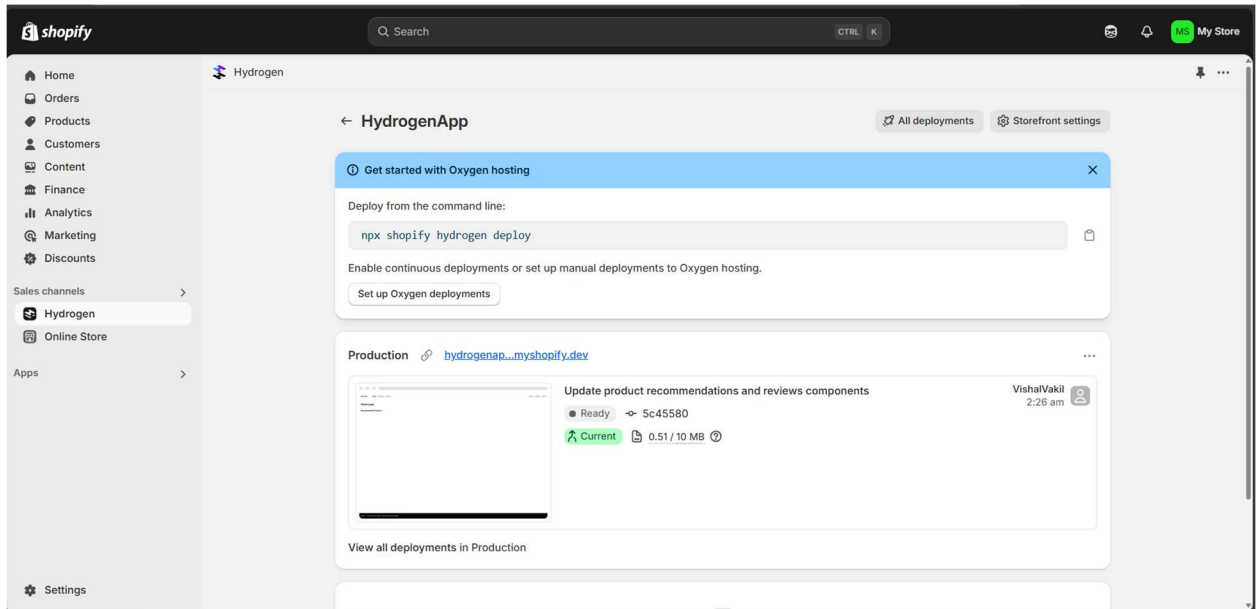 shopify
Search
CTRL K
MS My Store
Home
Orders
Products
Customers
Content
Finance
Analytics
Marketing
Discounts
Sales channels
Hydrogen
Online Store
Apps
Settings
Hydrogen
HydrogenApp
All deployments
Storefront settings
Get started with Oxygen hosting
Deploy from the command line:
npx shopify hydrogen deploy
Enable continuous deployments or set up manual deployments to Oxygen hosting.
Set up Oxygen deployments
Production hydrogenap...myshopify.dev
Update product recommendations and reviews components
VishalVakil
2:26 am
Ready 5c45580
Current 0.51 / 10 MB
View all deployments in Production